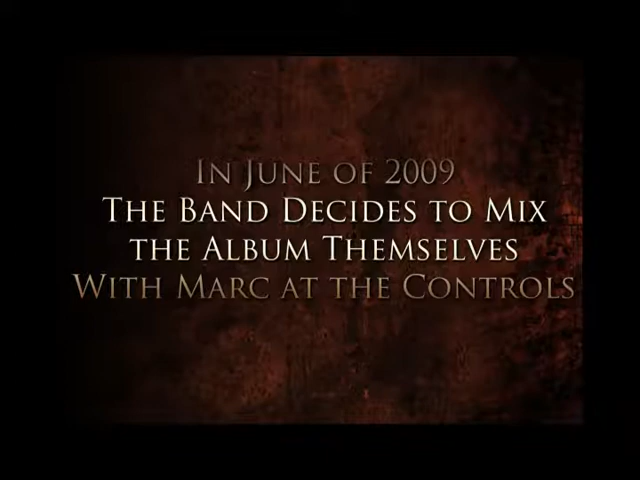 In June of 2009
The Band Decides to Mix
the Album Themselves
With Marc at the Controls